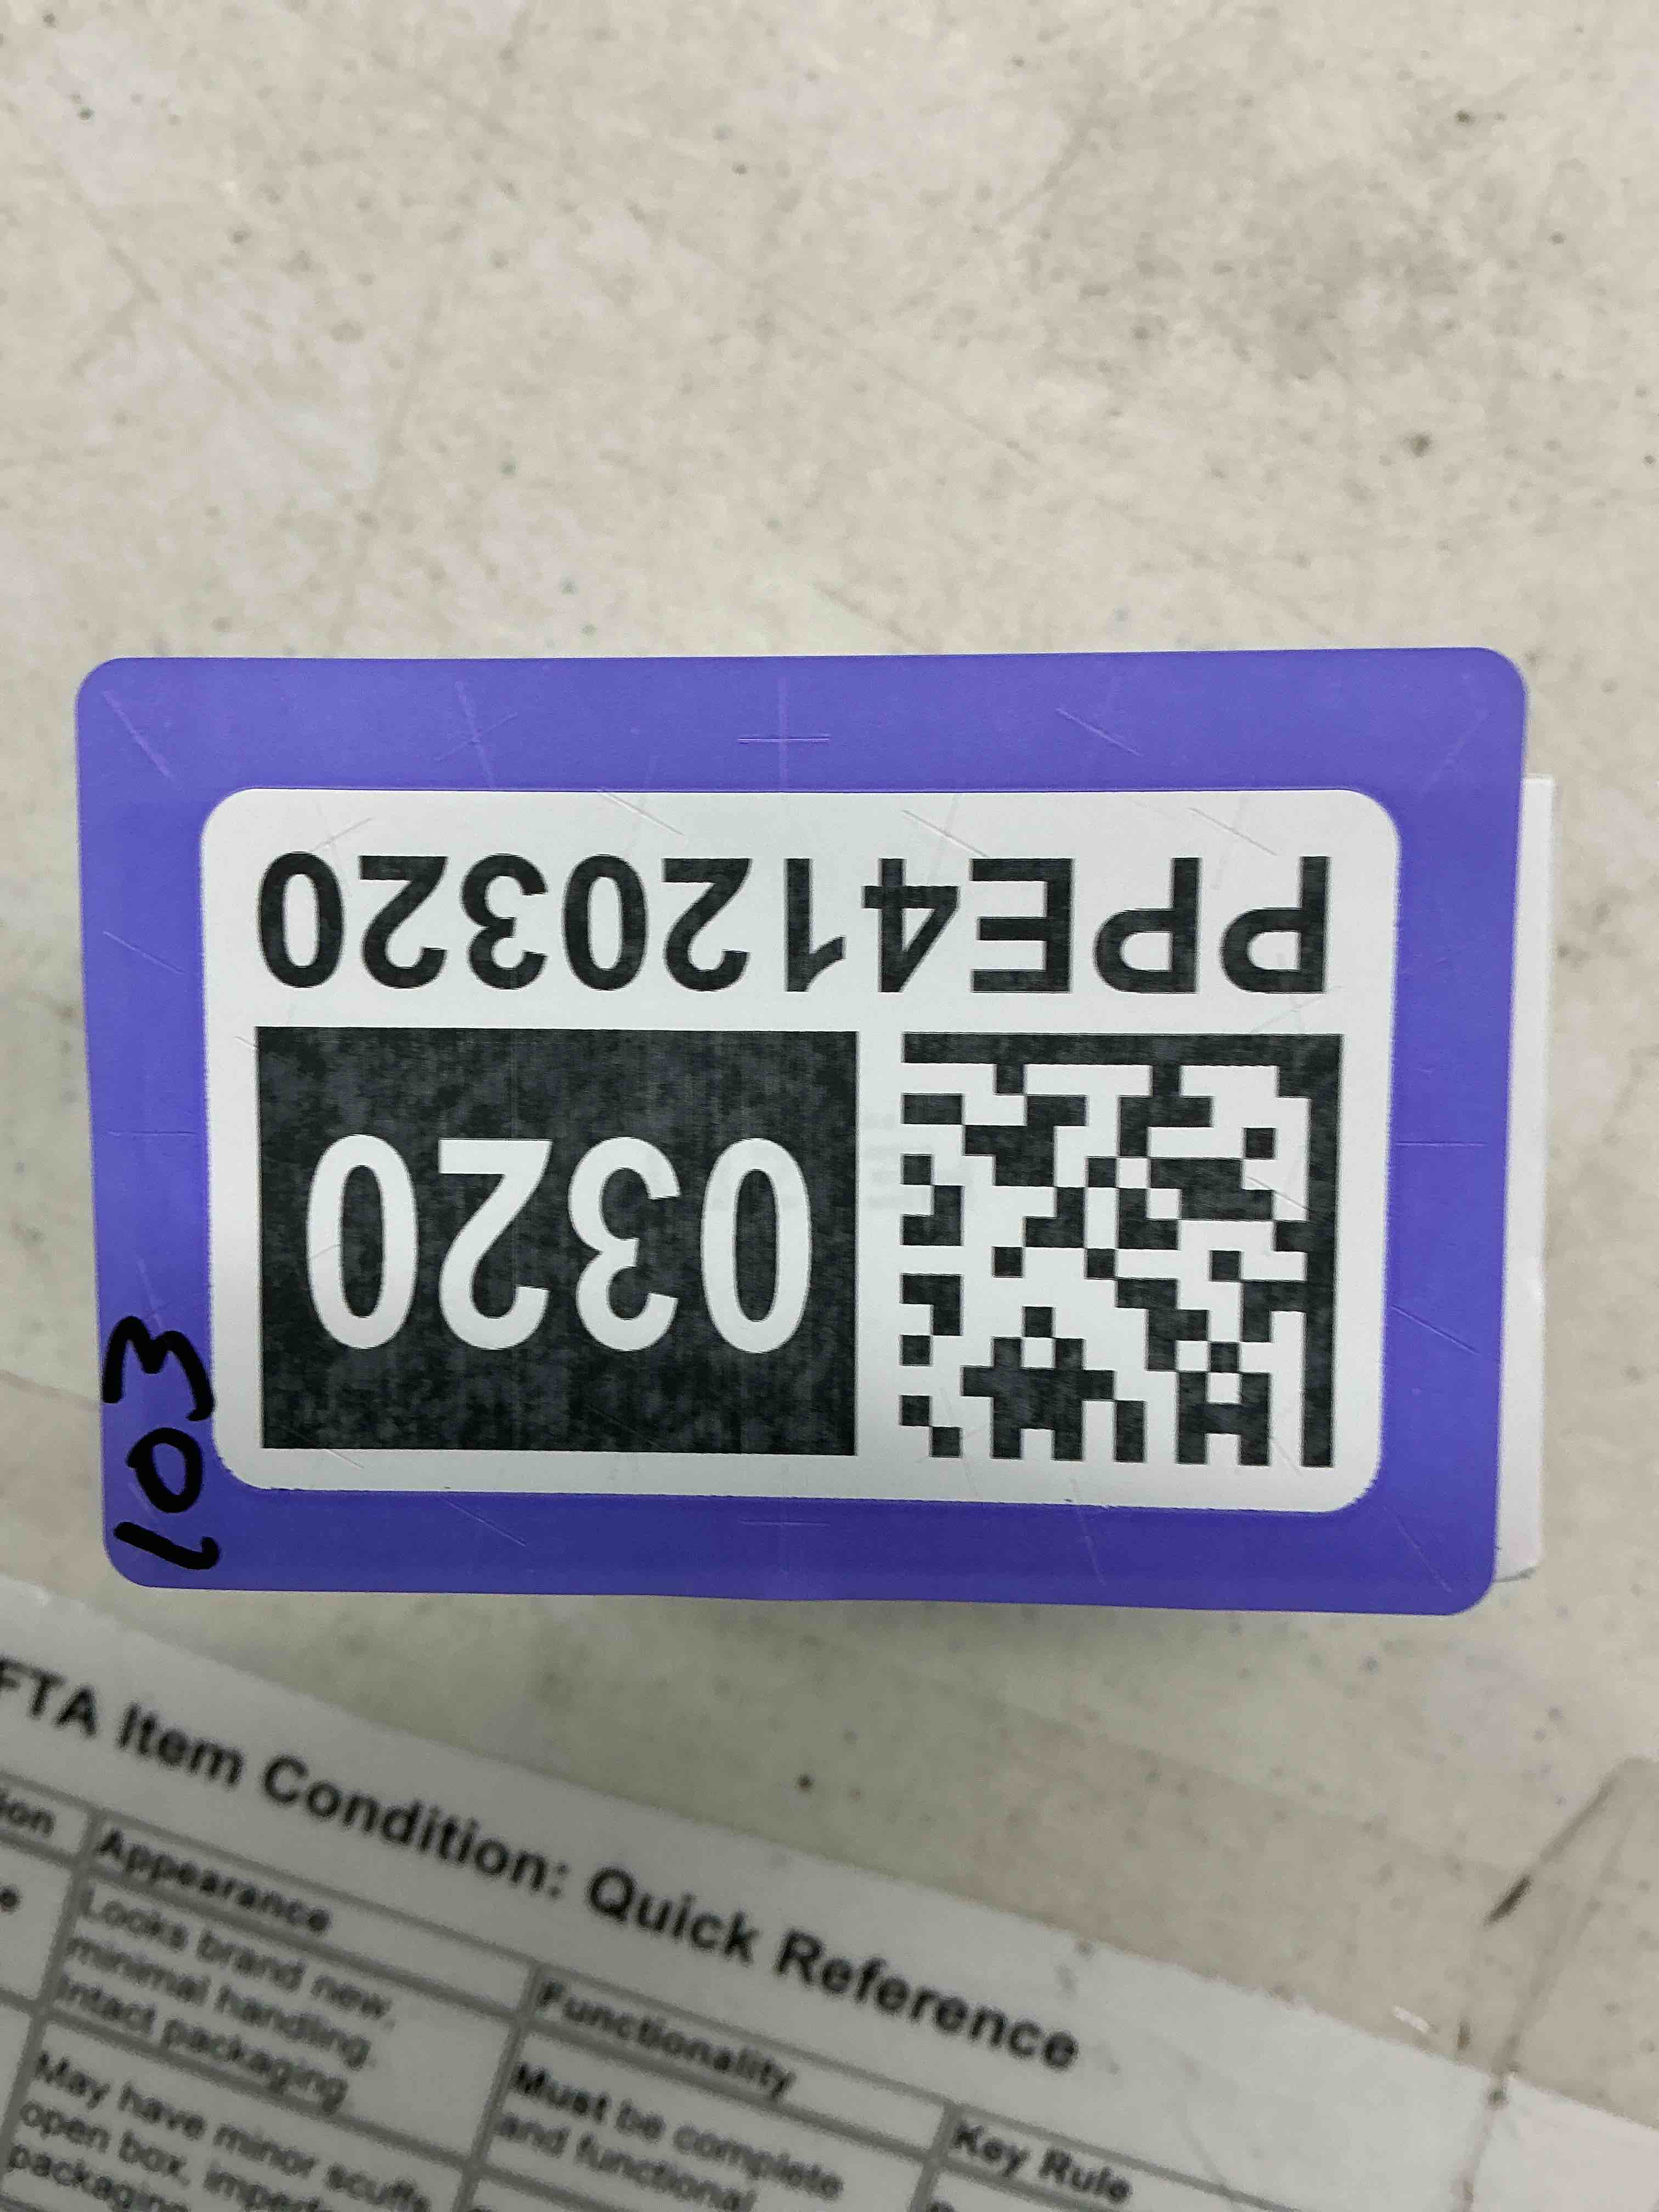 0320
PPE4120320
103
FTA Item Condition: Quick Reference
Appearance
Functionality
Key Rule
Looks brand new,
minimal handling.
Intact packaging
Must be complete
and functional
May have minor scuffs,
open box,